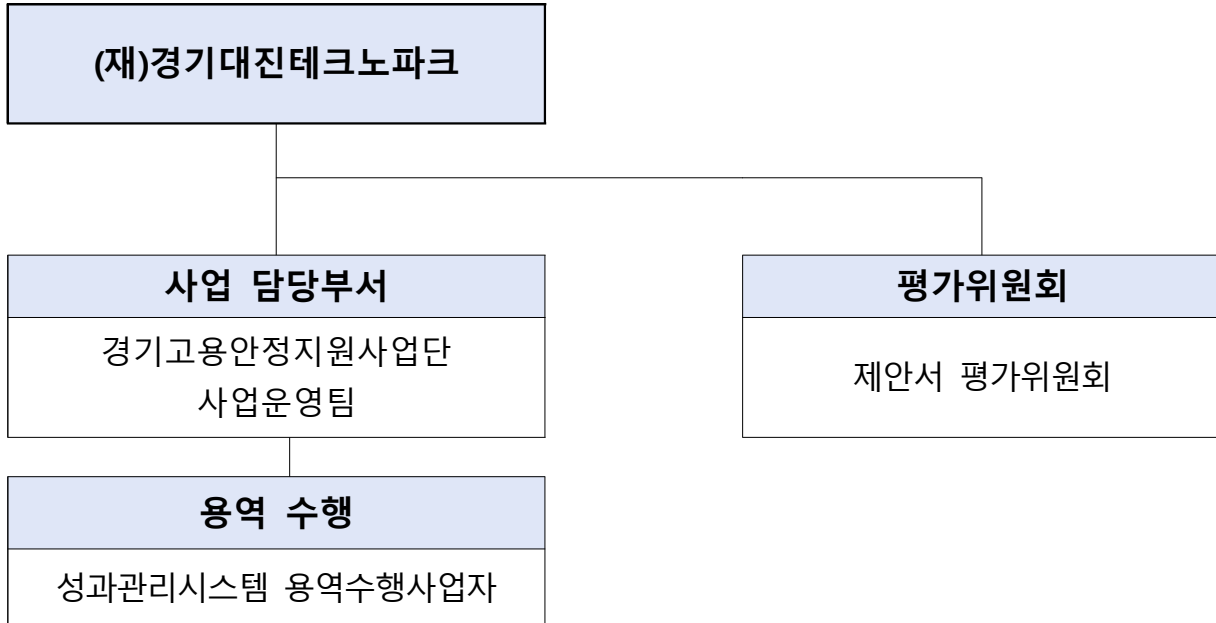 (재)경기대진테크노파크
사업 담당부서
경기고용안정지원사업단
사업운영팀
평가위원회
제안서 평가위원회
용역 수행
성과관리시스템 용역수행사업자